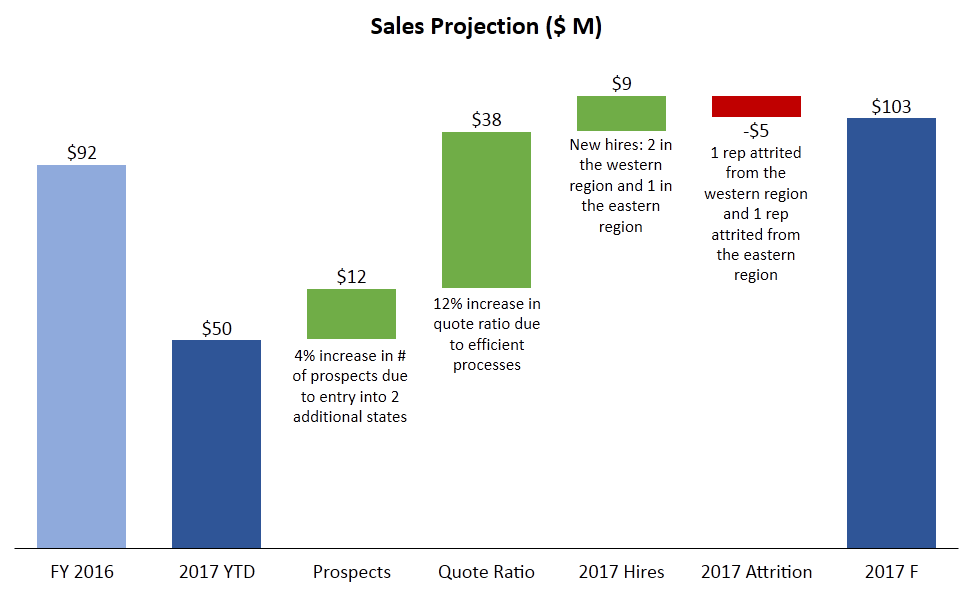 Sales Projection ($ M)
$92
$50
$12
4% increase in #
of prospects due
to entry into 2
additional states
$38
12% increase in
quote ratio due
to efficient
processes
$9
New hires: 2 in
the western
region and 1 in
the eastern
region
-$5
1 rep attrited
from the
western region
and 1 rep
attrited from
the eastern
region
$103
FY 2016
2017 YTD
Prospects
Quote Ratio
2017 Hires
2017 Attrition
2017 F